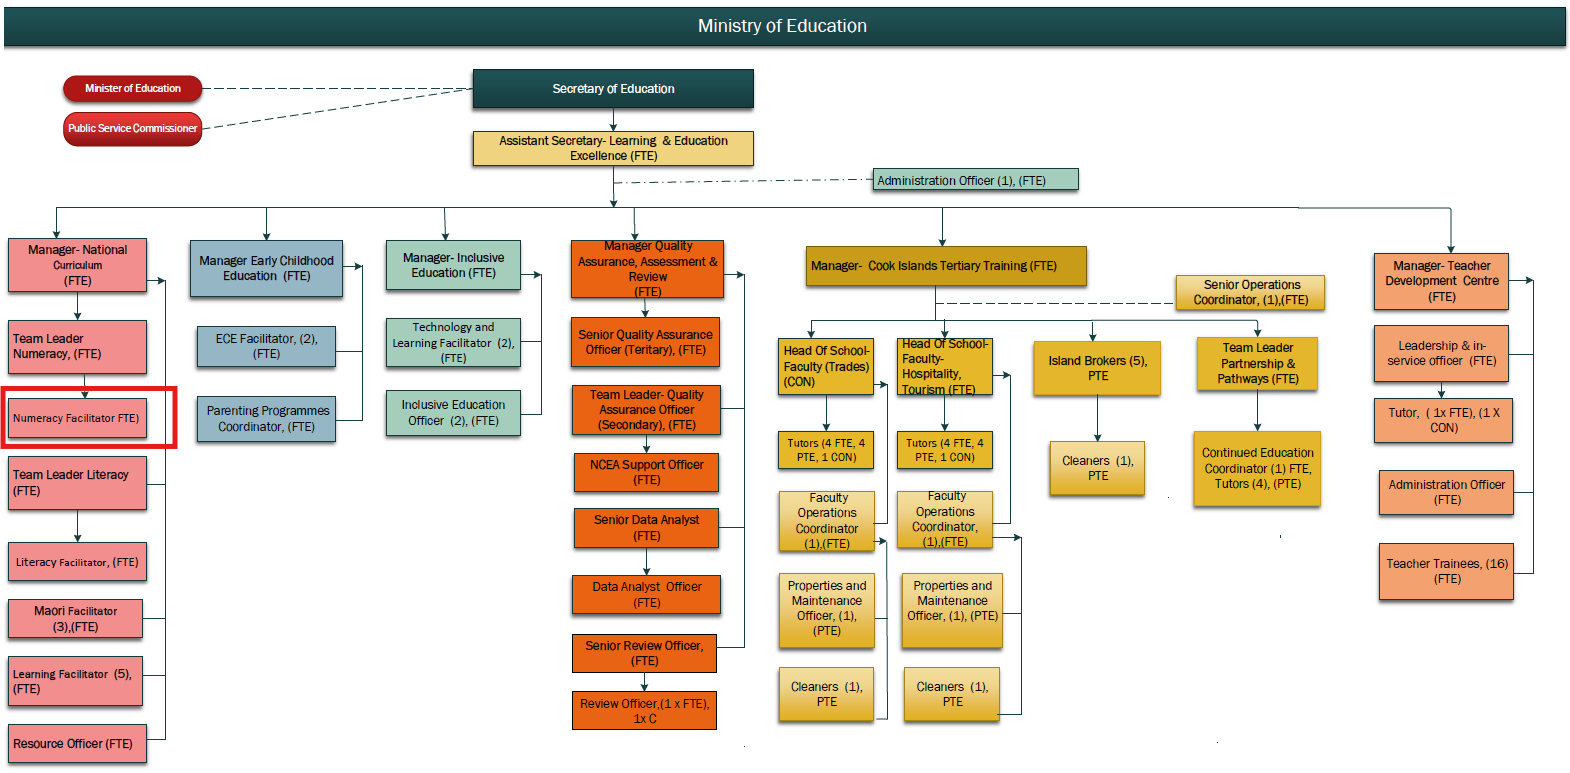 Ministry of Education
Minister of Education
Secretary of Education
Public Service Commissioner
Assistant Secretary- Learning & Education
Excellence (FTE)
Administration Officer (1), (FTE)
Manager- National
Curriculum
(FTE)
Team Leader
Numeracy, (FTE)
Numeracy Facilitator FTE)
Team Leader Literacy
(FTE)
Literacy Facilitator, (FTE)
Maori Facilitator
(3),(FTE)
Learning Facilitator (5),
(FTE)
Resource Officer (FTE)
Manager Early Childhood
Education (FTE)
ECE Facilitator, (2),
(FTE)
Parenting Programmes
Coordinator, (FTE)
Manager- Inclusive
Education (FTE)
Technology and
Learning Facilitator (2),
(FTE)
Inclusive Education
Officer (2), (FTE)
Manager Quality
Assurance, Assessment &
Review
(FTE)
Senior Quality Assurance
Officer (Teritary), (FTE)
Team Leader- Quality
Assurance Officer
(Secondary), (FTE)
NCEA Support Officer
(FTE)
Senior Data Analyst
(FTE)
Data Analyst Officer
(FTE)
Senior Review Officer,
(FTE)
Review Officer,(1 x FTE),
1x C
Manager- Cook Islands Tertiary Training (FTE)
Senior Operations
Coordinator, (1),(FTE)
Head Of School-
Faculty (Trades)
(CON)
Tutors (4 FTE, 4
PTE, 1 CON)
Faculty
Operations
Coordinator
(1),(FTE)
Properties and
Maintenance
Officer, (1),
(PTE)
Cleaners (1),
PTE
Head Of School-
Faculty-
Hospitality,
Tourism (FTE)
Tutors (4 FTE, 4
PTE, 1 CON)
Faculty
Operations
Coordinator,
(1),(FTE)
Properties and
Maintenance
Officer, (1), (PTE)
Cleaners (1),
PTE
Island Brokers (5),
PTE
Cleaners (1),
PTE
Team Leader
Partnership &
Pathways (FTE)
Continued Education
Coordinator (1) FTE,
Tutors (4), (PTE)
Manager- Teacher
Development Centre
(FTE)
Leadership & in-
service officer (FTE)
Tutor, ( 1x FTE), (1 X
CON)
Administration Officer
(FTE)
Teacher Trainees, (16)
(FTE)